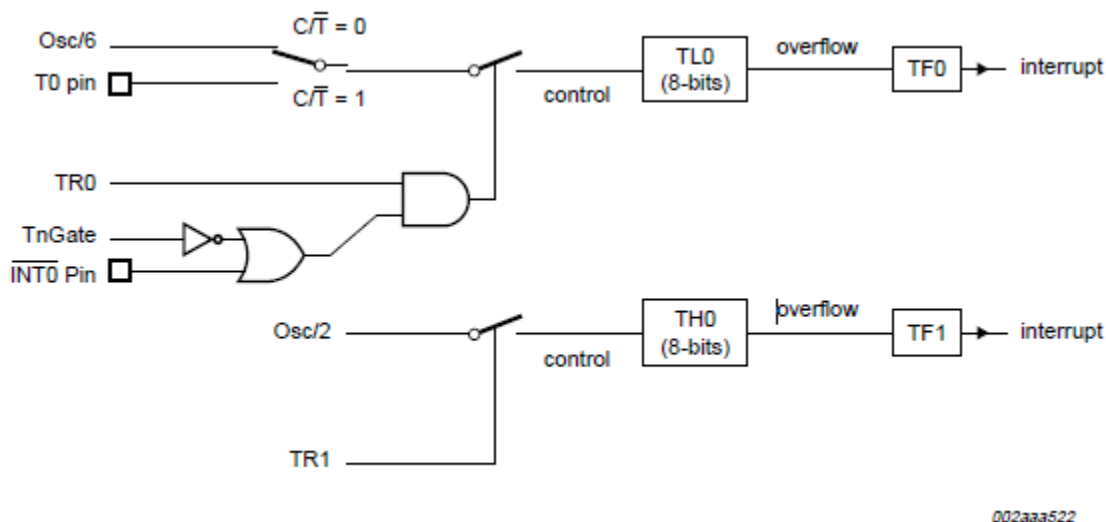 C/T̅ = 0
Osc/6
T0 pin
C/T̅ = 1
control
TL0
(8-bits)
overflow
TF0
interrupt
TR0
TnGate
I̅N̅T̅0̅ Pin
Osc/2
control
TH0
(8-bits)
overflow
TF1
interrupt
TR1
002aaa522